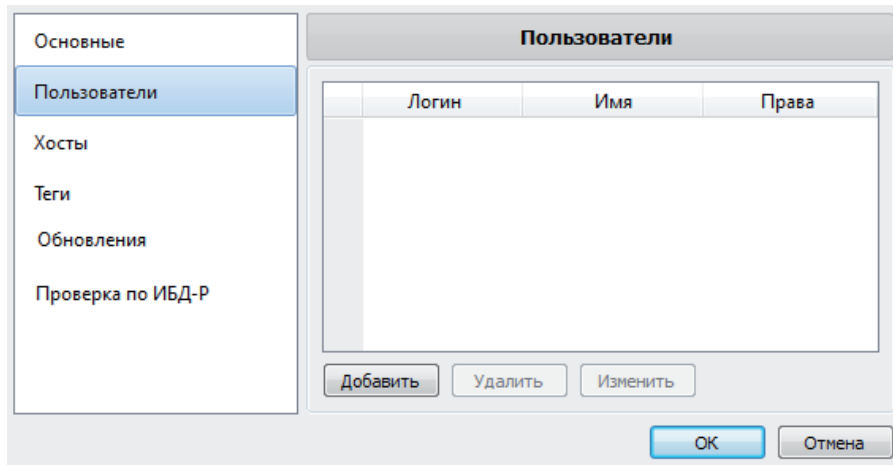 Основные
Пользователи
Хосты
Теги
Обновления
Проверка по ИБД-Р
Пользователи
Логин Имя Права
Добавить Удалить Изменить
ОК Отмена